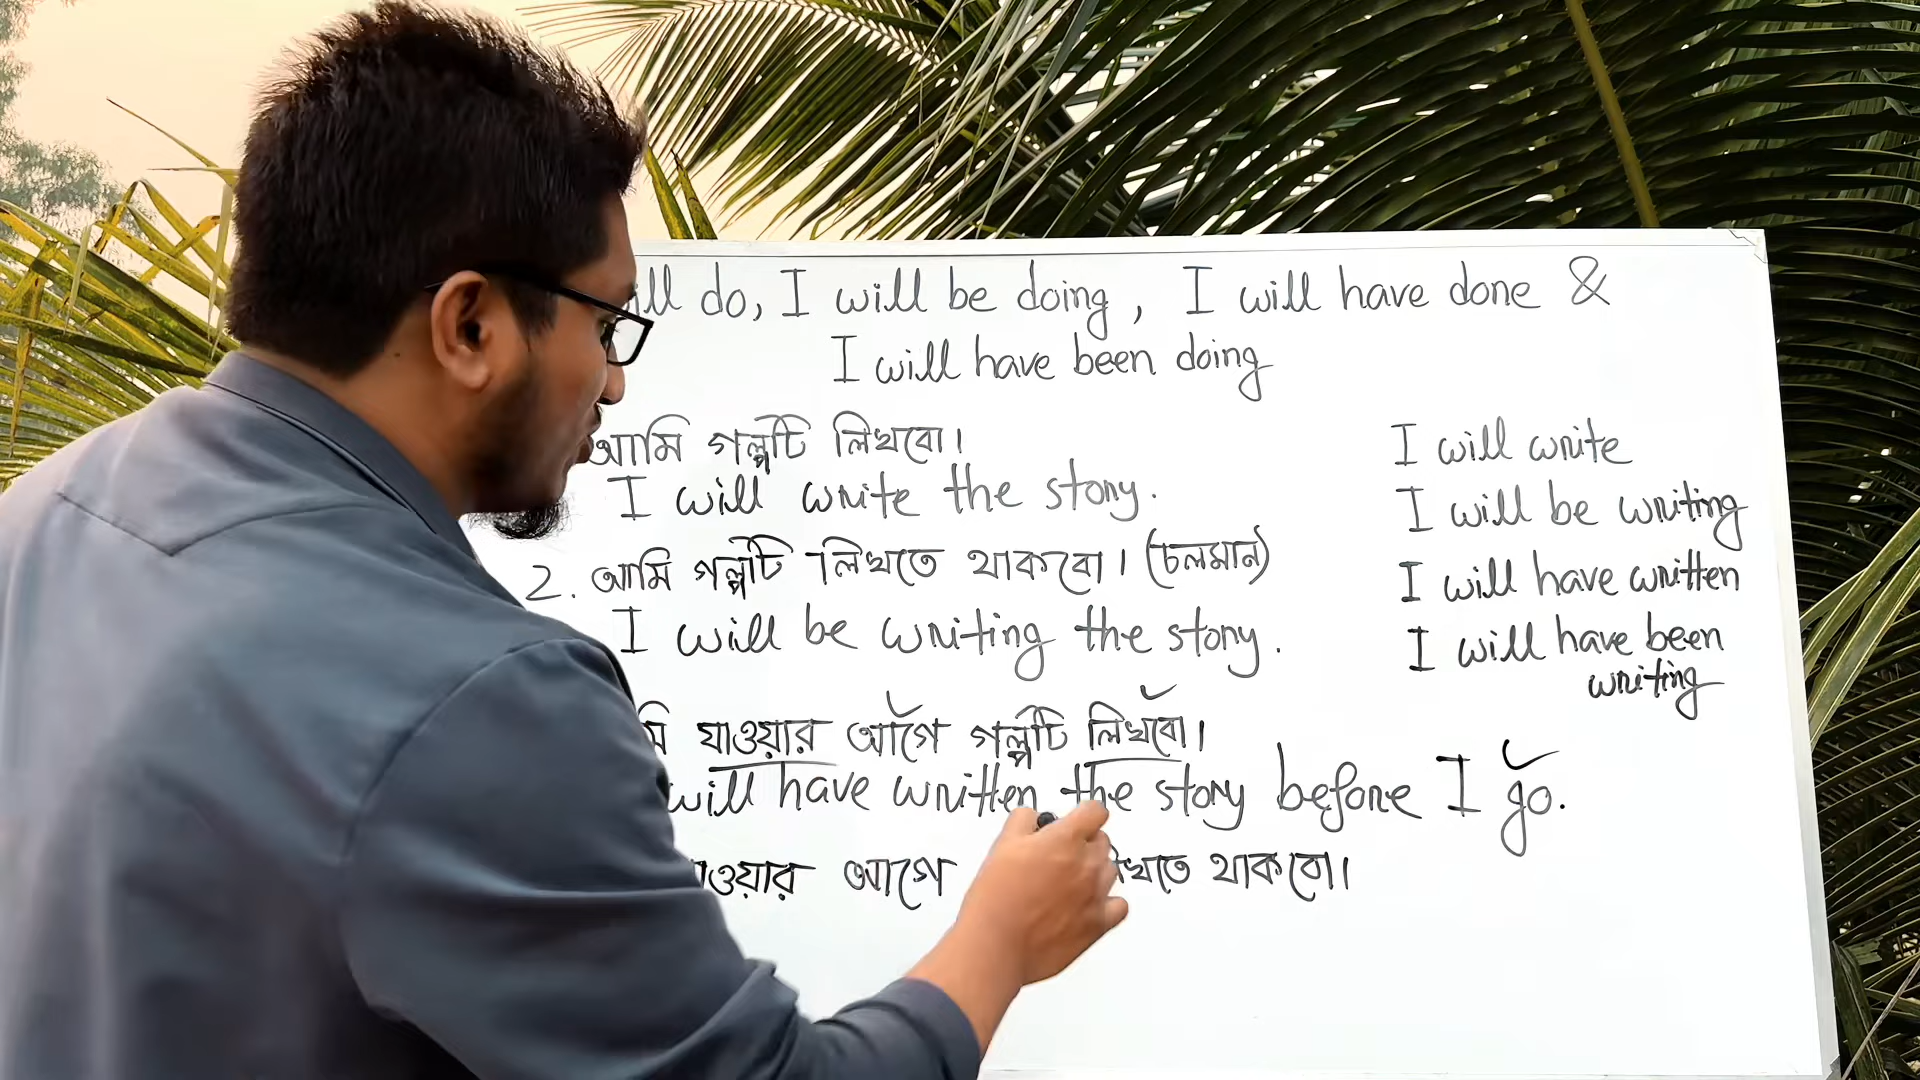 do, I will be doing, I will have done &
I will have been doing
আমি গল্পটি লিখবো।
I will write the story.
2. আমি গল্পটি লিখতে থাকবো। (চলমান)
I will be writing the story.
যাওয়ার আগে গল্পটি লিখবো।
will have written the story before I go.
আগে থাকবো।
I will write
I will be writing
I will have written
I will have been
writing